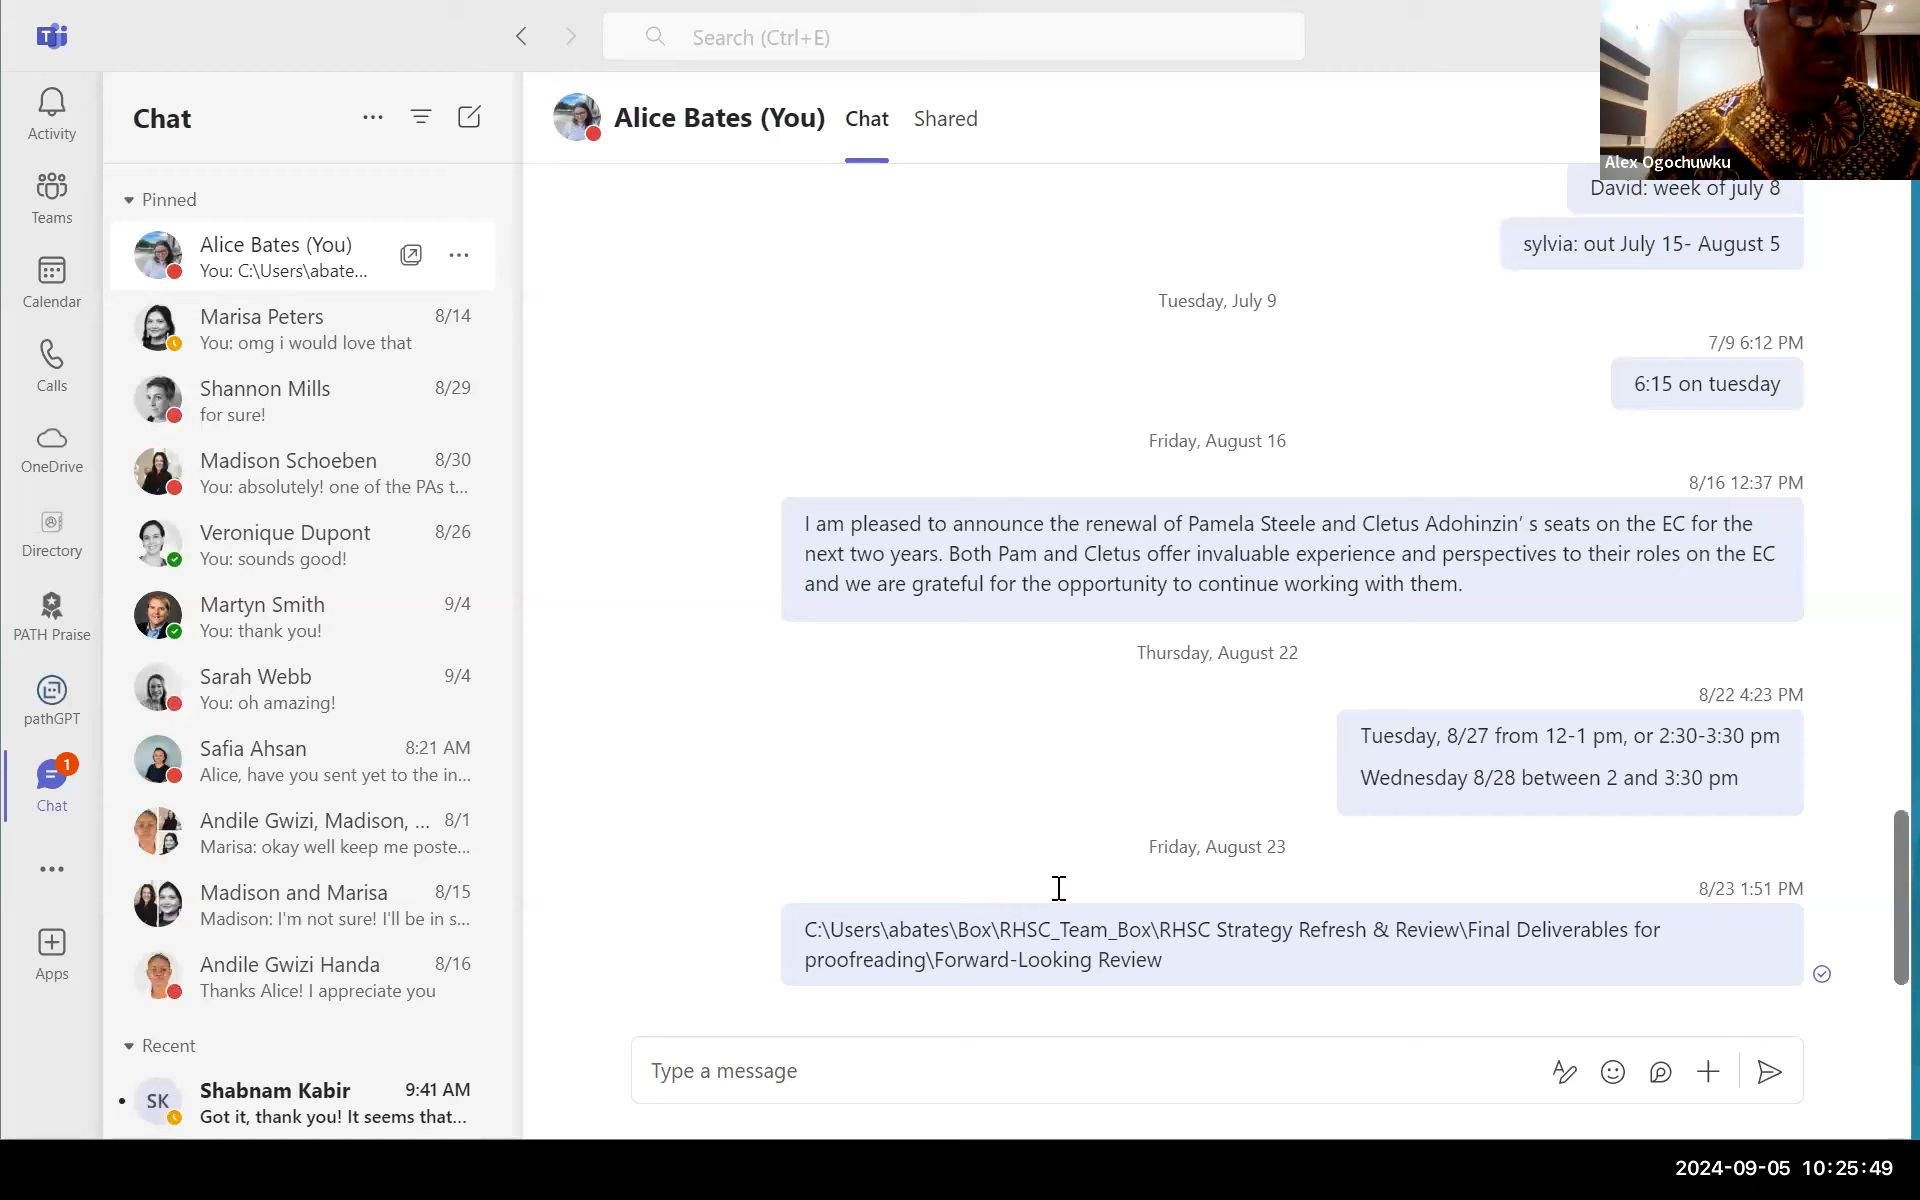 Search (Ctrl+E)
Alex Ogochuwku
Activity
Teams
Calendar
Calls
OneDrive
Directory
PATH Praise
pathGPT
1
Chat
Apps
Chat
Pinned
Alice Bates (You)
You: C:\Users\abate...
Marisa Peters 8/14
You: omg i would love that
Shannon Mills 8/29
for sure!
Madison Schoeben 8/30
You: absolutely! one of the PAs t...
Veronique Dupont 8/26
You: sounds good!
Martyn Smith 9/4
You: thank you!
Sarah Webb 9/4
You: oh amazing!
Safia Ahsan 8:21 AM
Alice, have you sent yet to the in...
Andile Gwizi, Madison, ... 8/1
Marisa: okay well keep me poste...
Madison and Marisa 8/15
Madison: I'm not sure! I'll be in s...
Andile Gwizi Handa 8/16
Thanks Alice! I appreciate you
Recent
SK
Shabnam Kabir 9:41 AM
Got it, thank you! It seems that...
Alice Bates (You) Chat Shared
David: week of july 8
sylvia: out July 15- August 5
Tuesday, July 9
7/9 6:12 PM
6:15 on tuesday
Friday, August 16
8/16 12:37 PM
I am pleased to announce the renewal of Pamela Steele and Cletus Adohinzin’ s seats on the EC for the
next two years. Both Pam and Cletus offer invaluable experience and perspectives to their roles on the EC
and we are grateful for the opportunity to continue working with them.
Thursday, August 22
8/22 4:23 PM
Tuesday, 8/27 from 12-1 pm, or 2:30-3:30 pm
Wednesday 8/28 between 2 and 3:30 pm
Friday, August 23
8/23 1:51 PM
C:\Users\abates\Box\RHSC_Team_Box\RHSC Strategy Refresh & Review\Final Deliverables for
proofreading\Forward-Looking Review
Type a message
2024-09-05 10:25:49